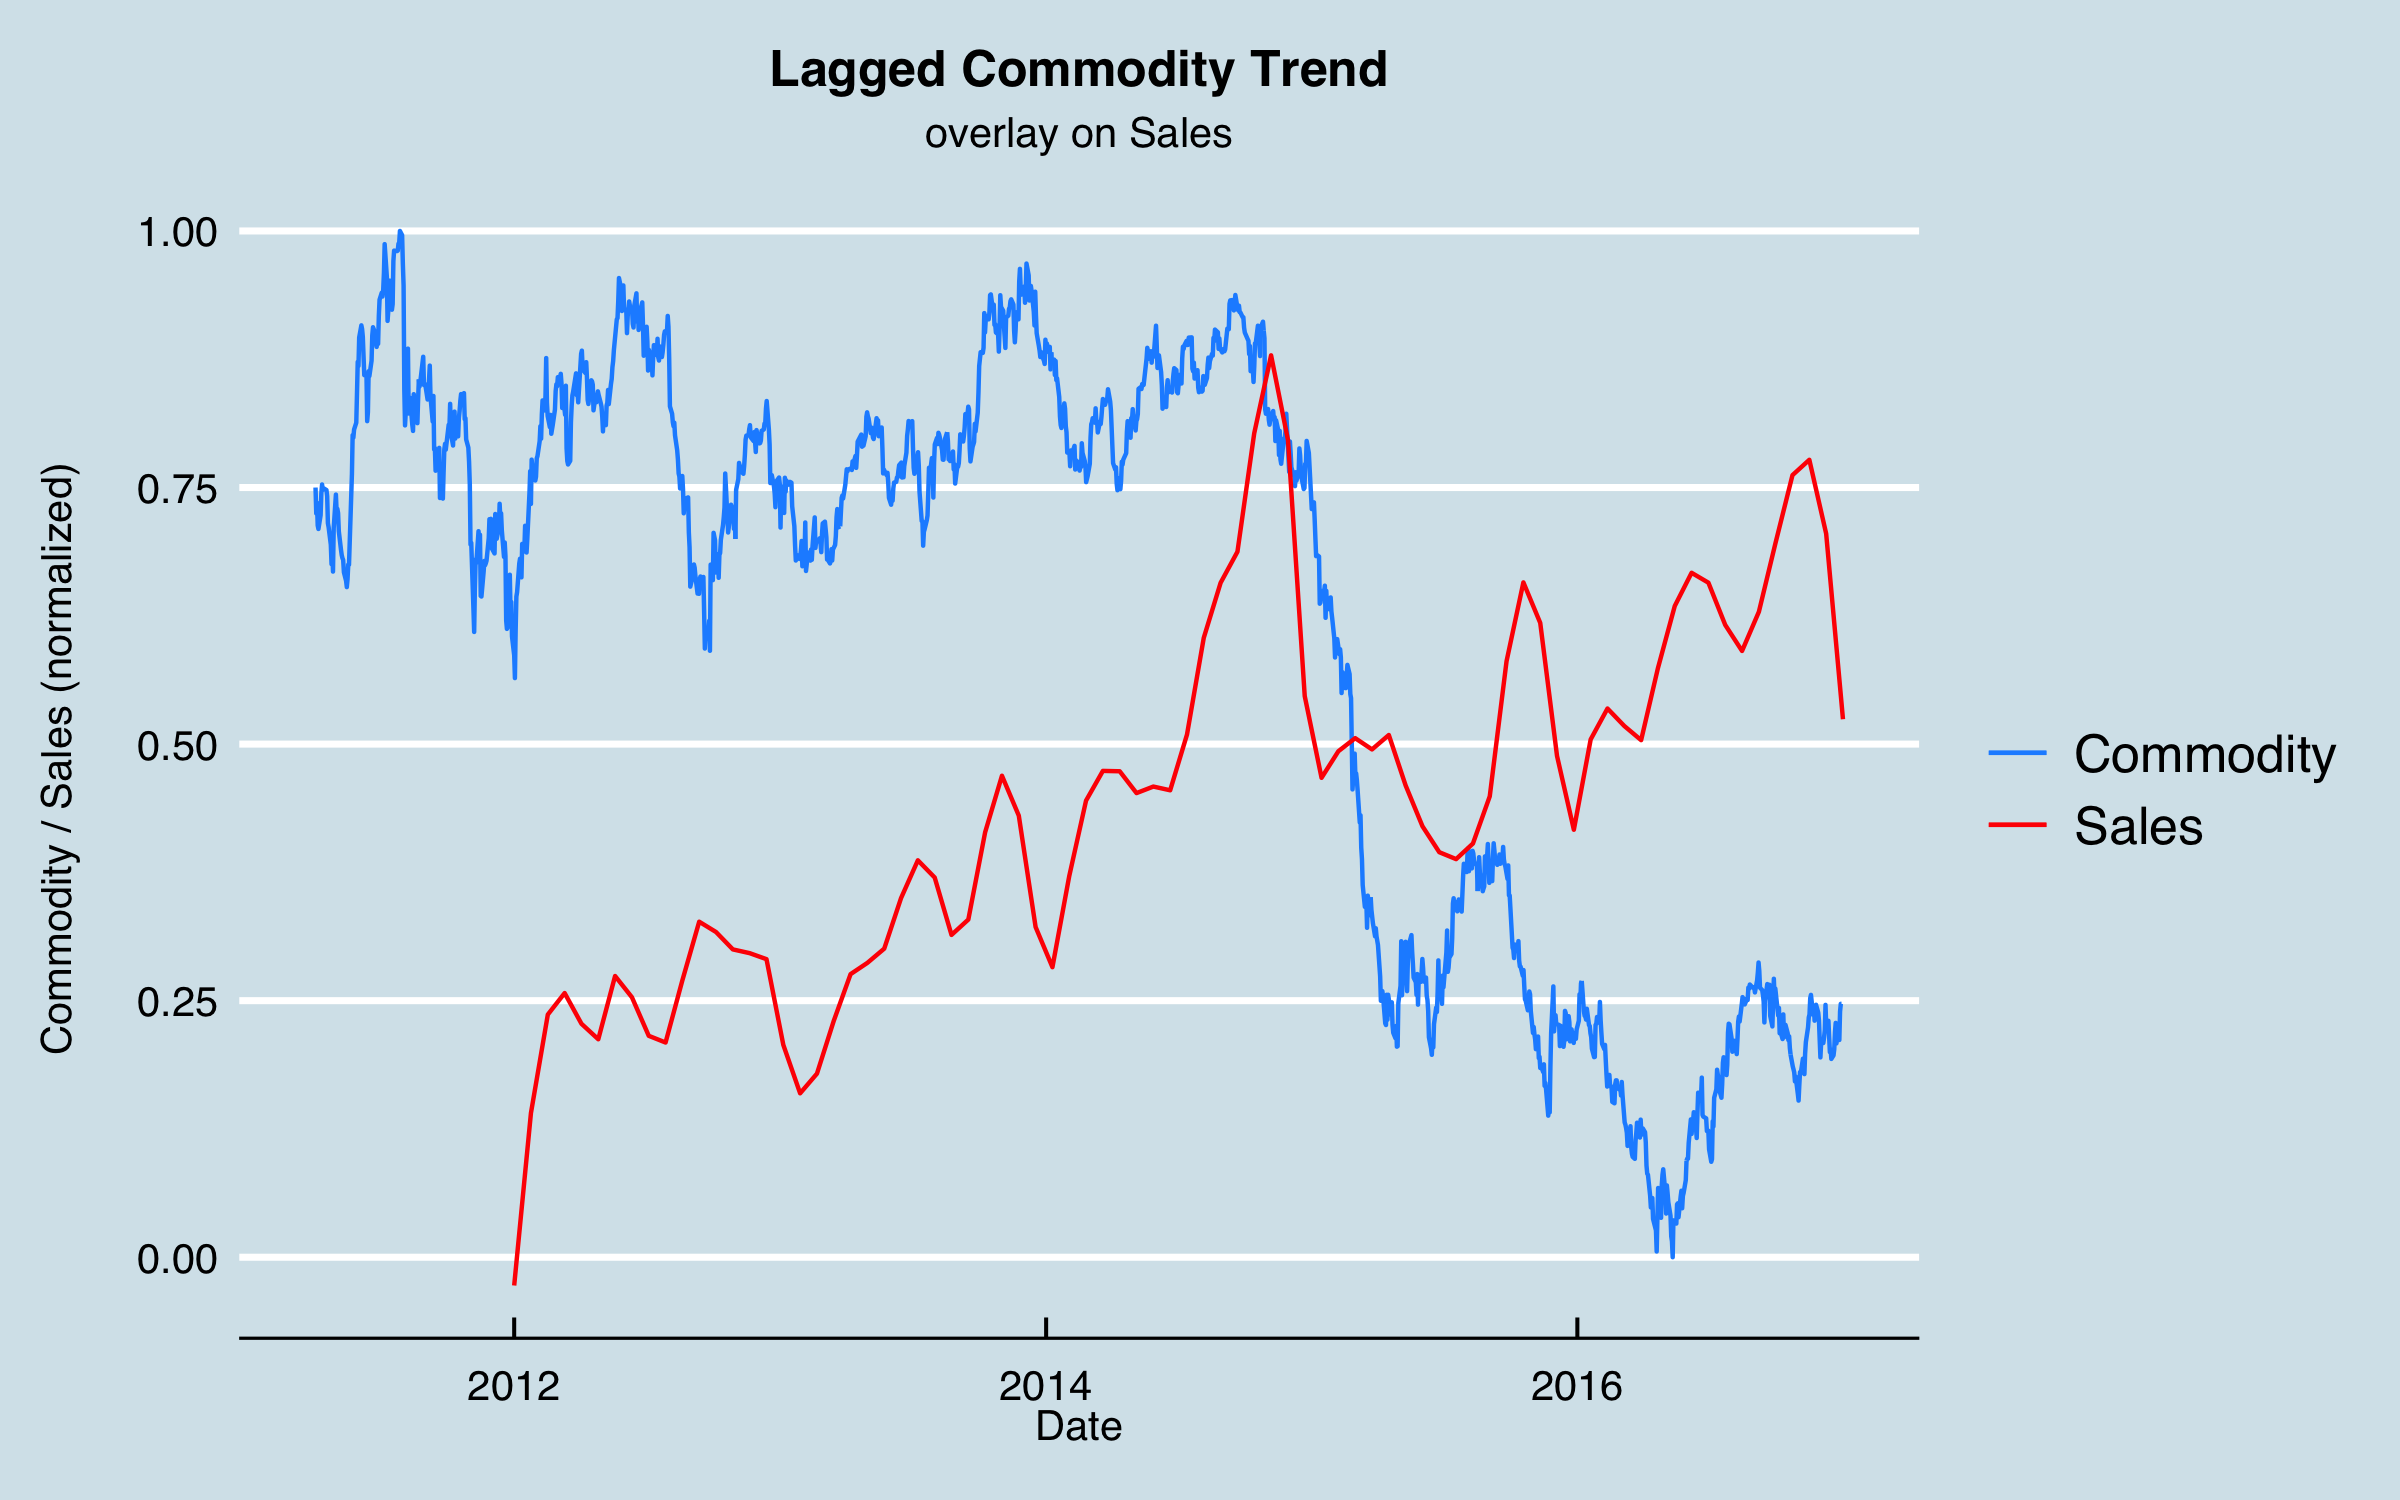 Lagged Commodity Trend
overlay on Sales
Commodity / Sales (normalized)
1.00
0.75
0.50
0.25
0.00
2012
2014
2016
Date
Commodity
Sales